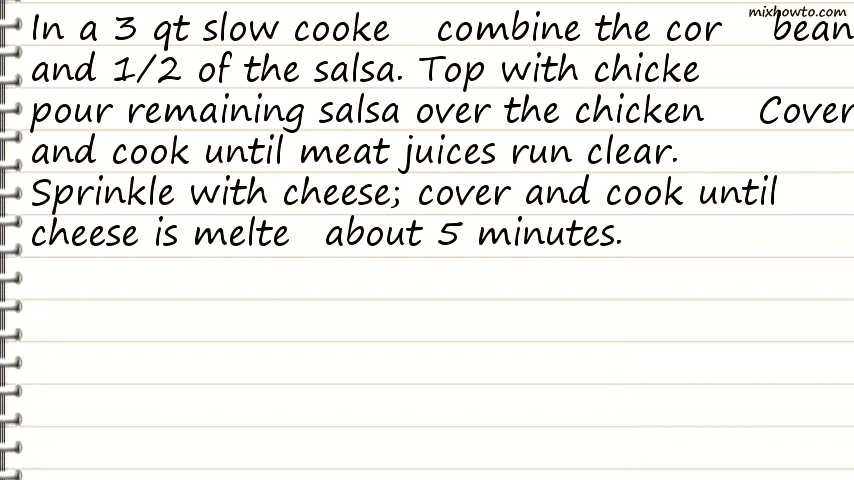 mixhowto.com
In a 3 qt slow cooke combine the cor bean
and 1/2 of the salsa. Top with chicke
pour remaining salsa over the chicken Cover
and cook until meat juices run clear.
Sprinkle with cheese; cover and cook until
cheese is melte about 5 minutes.